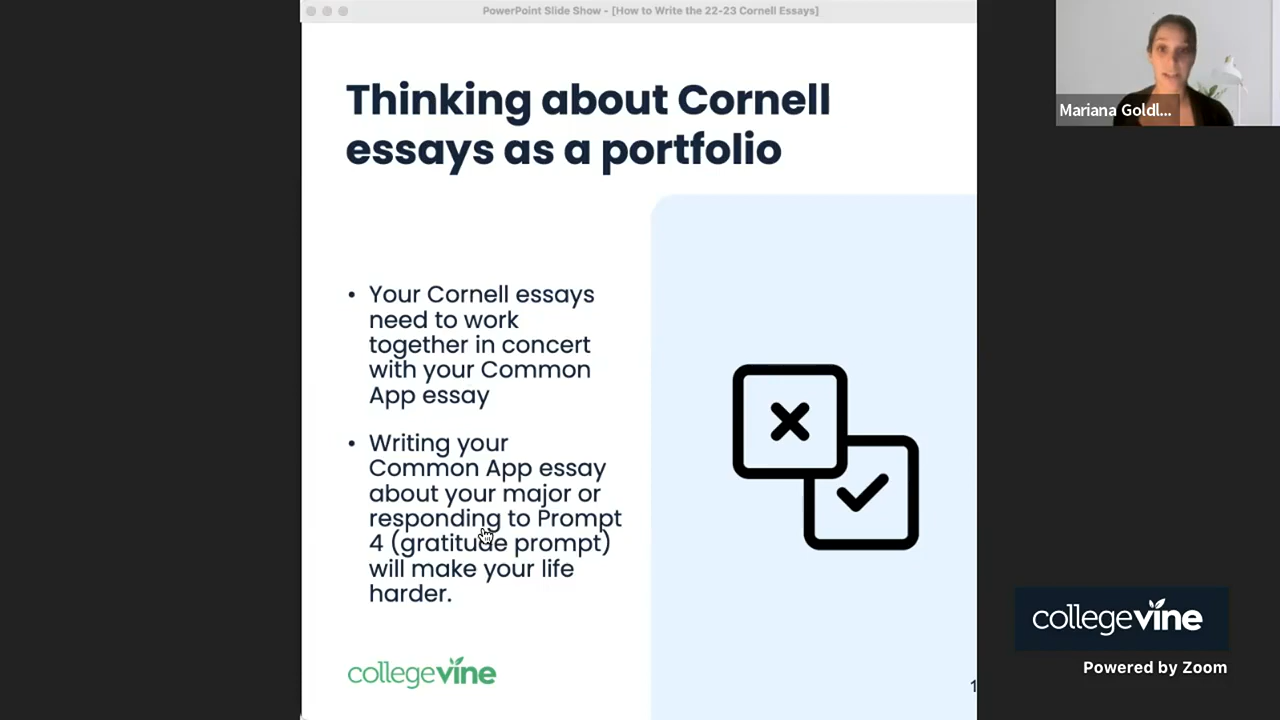 PowerPoint Slide Show - [How to Write the 22-23 Cornell Essays]
Thinking about Cornell
essays as a portfolio
• Your Cornell essays
need to work
together in concert
with your Common
App essay
• Writing your
Common App essay
about your major or
responding to Prompt
4 (gratitude prompt)
will make your life
harder.
collegevine
1
Mariana Goldl...
collegevine
Powered by Zoom